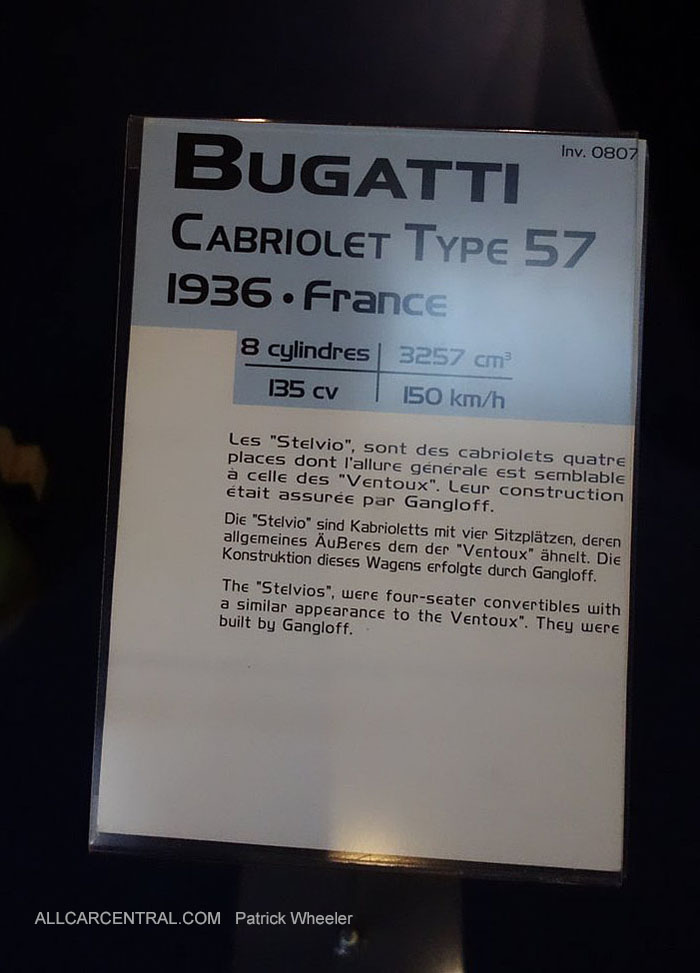 Inv. 0807
BUGATTI
CABRIOLET TYPE 57
1936 • France
8 cylindres 3257 cm³
135 cv 150 km/h
Les "Stelvio", sont des cabriolets quatre
places dont l'allure générale est semblable
à celle des "Ventoux". Leur construction
était assurée par Gangloff.
Die "Stelvio" sind Kabrioletts mit vier Sitzplätzen, deren
allgemeines ÄuBeres dem der "Ventoux" ähnelt. Die
Konstruktion dieses Wagens erfolgte durch Gangloff.
The "Stelvios", were four-seater convertibles with
a similar appearance to the Ventoux". They were
built by Gangloff.
ALLCARCENTRAL.COM Patrick Wheeler